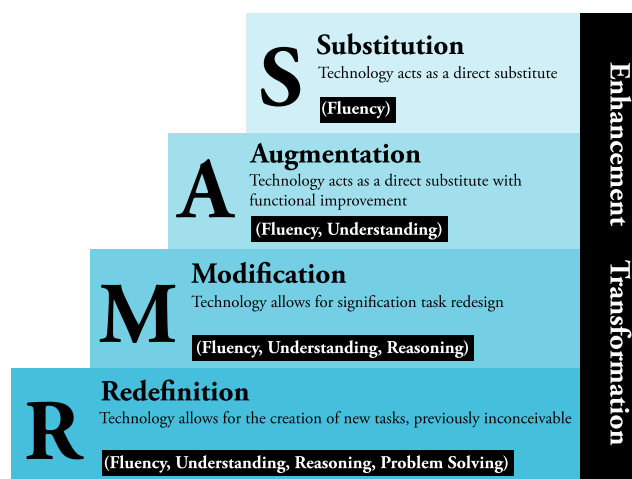 S
Substitution
Technology acts as a direct substitute
(Fluency)
A
Augmentation
Technology acts as a direct substitute with
functional improvement
(Fluency, Understanding)
M
Modification
Technology allows for signification task redesign
(Fluency, Understanding, Reasoning)
R
Redefinition
Technology allows for the creation of new tasks, previously inconceivable
(Fluency, Understanding, Reasoning, Problem Solving)
Enhancement
Transformation